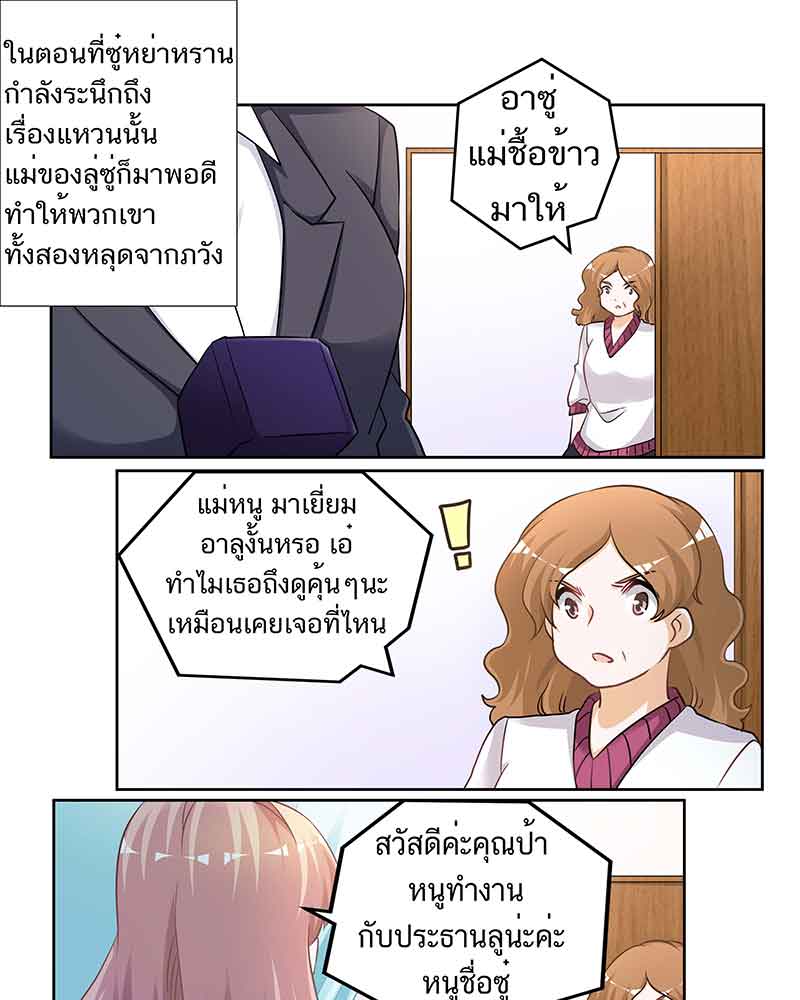 ในตอนที่ซู่หย่าหราน
กำลังระนึกถึง
เรื่องแหวนนั้น
แม่ของลู่ซู่ก็มาพอดี
ทำให้พวกเขา
ทั้งสองหลุดจากภวัง
อาซู่
แม่ซื้อข้าว
มาให้
แม่หนู มาเยี่ยม
อาลูงั้นหรอ เอ๋
ทำไมเธอถึงดูคุ้นๆนะ
เหมือนเคยเจอที่ไหน
!
สวัสดีค่ะคุณป้า
หนูทำงาน
กับประธานลูน่ะค่ะ
หนูชื่อซู่